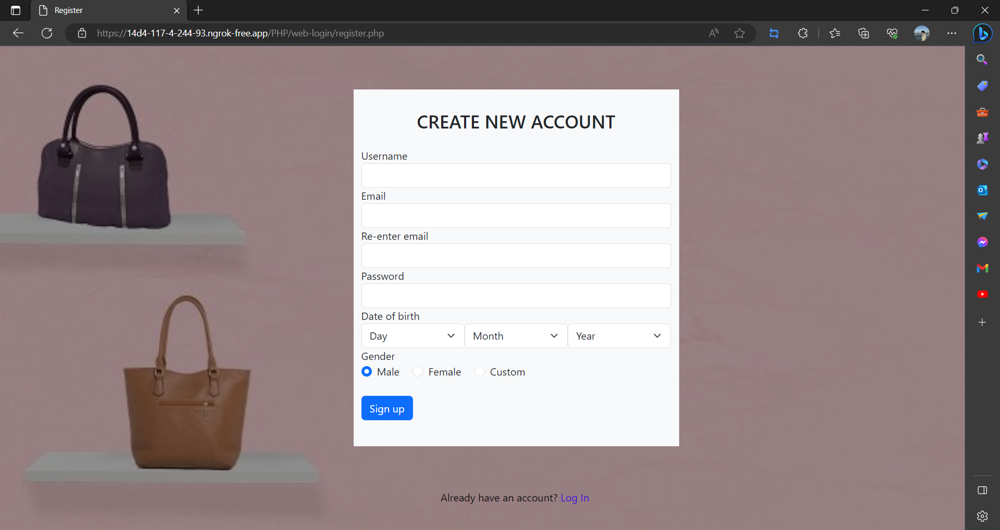 Register
https://14d4-117-4-244-93.ngrok-free.app/PHP/web-login/register.php
CREATE NEW ACCOUNT
Username
Email
Re-enter email
Password
Date of birth
Day Month Year
Gender
Male Female Custom
Sign up
Already have an account? Log In